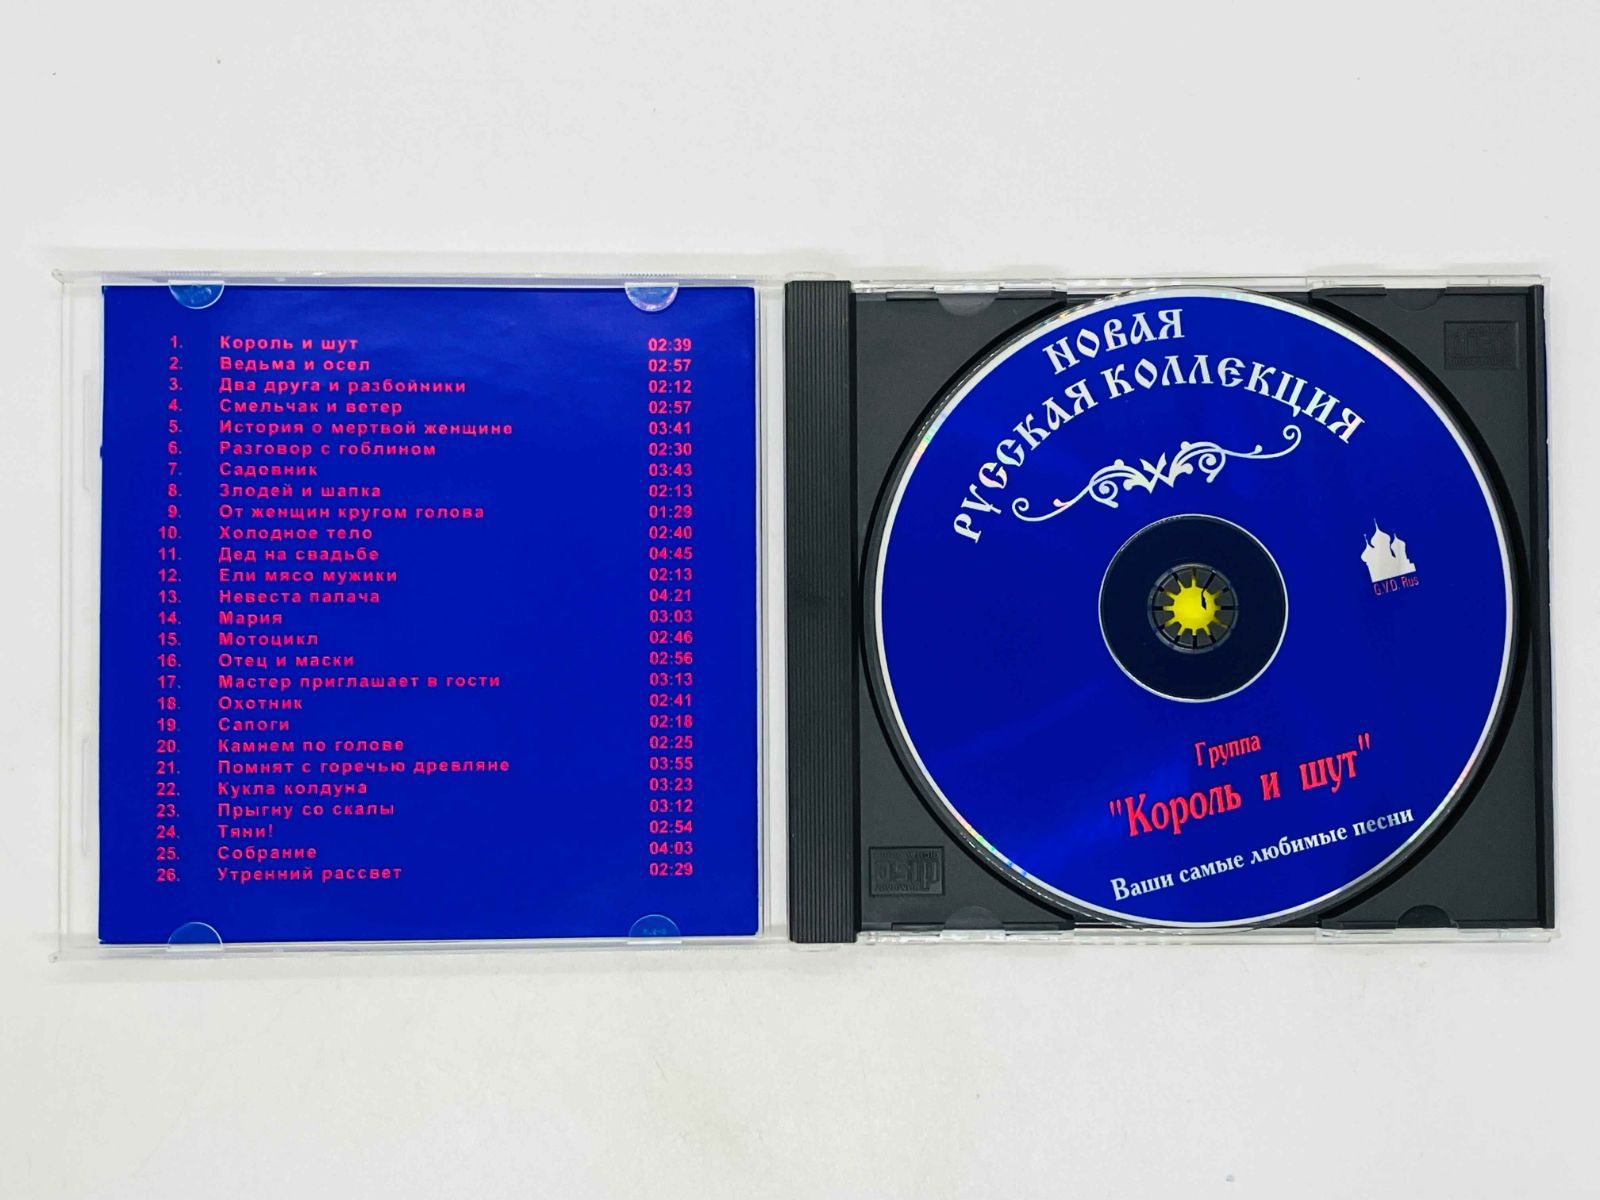 1. Король и шут 02:39
2. Ведьма и осел 02:57
3. Два друга и разбойники 02:12
4. Смельчак и ветер 02:57
5. История о мертвой женщине 03:41
6. Разговор с гоблином 02:30
7. Садовник 03:43
8. Злодей и шапка 02:13
9. От женщин кругом голова 01:29
10. Холодное тело 02:40
11. Дед на свадьбе 04:45
12. Ели мясо мужики 02:13
13. Невеста палача 04:21
14. Мария 03:03
15. Мотоцикл 02:46
16. Отец и маски 02:56
17. Мастер приглашает в гости 03:13
18. Охотник 02:41
19. Сапоги 02:18
20. Камнем по голове 02:25
21. Помнят с горечью древляне 03:55
22. Кукла колдуна 03:23
23. Прыгну со скалы 03:12
24. Тяни! 02:54
25. Собрание 04:03
26. Утренний рассвет 02:29
НОВАЯ
РУССКАЯ КОЛЛЕКЦИЯ
G.V.D. Rus
Группа
"Король и шут"
Ваши самые любимые песни